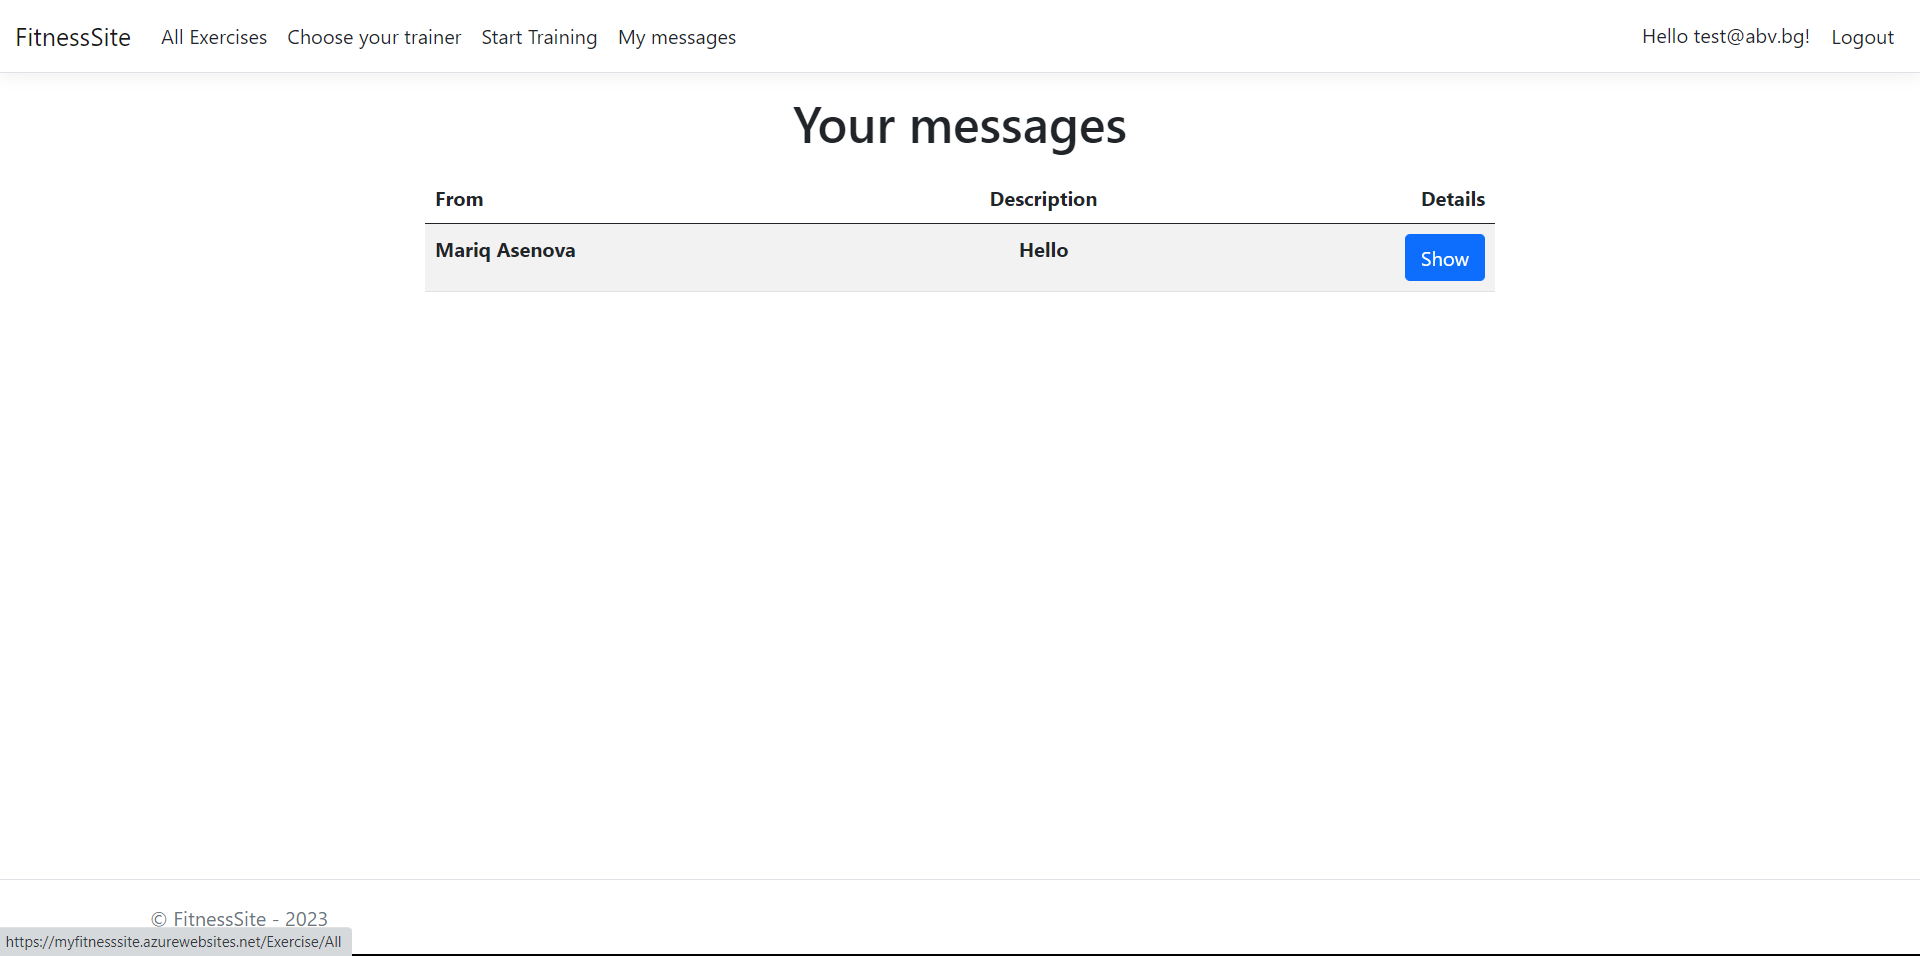 FitnessSite All Exercises Choose your trainer Start Training My messages Hello test@abv.bg! Logout
Your messages
From Description Details
Mariq Asenova Hello Show
© FitnessSite - 2023
https://myfitnesssite.azurewebsites.net/Exercise/All